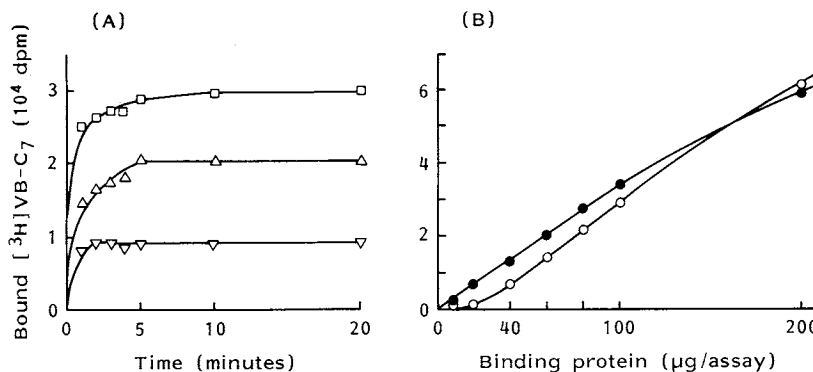 (A)
Bound [³H]VB-C₇ (10⁴ dpm)
3
2
1
0
0 5 10 15 20
Time (minutes)
(B)
6
4
2
0
0 40 100 200
Binding protein (µg/assay)